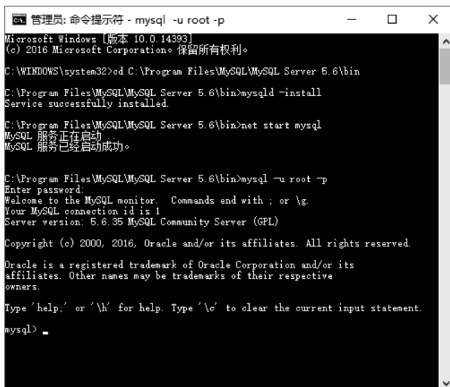 管理员: 命令提示符 - mysql -u root -p
Microsoft Windows [版本 10.0.14393]
(c) 2016 Microsoft Corporation。保留所有权利。
C:\WINDOWS\system32>cd C:\Program Files\MySQL\MySQL Server 5.6\bin
C:\Program Files\MySQL\MySQL Server 5.6\bin>mysqld -install
Service successfully installed.
C:\Program Files\MySQL\MySQL Server 5.6\bin>net start mysql
MySQL 服务正在启动 ..
MySQL 服务已经启动成功。
C:\Program Files\MySQL\MySQL Server 5.6\bin>mysql -u root -p
Enter password:
Welcome to the MySQL monitor.  Commands end with ; or \g.
Your MySQL connection id is 1
Server version: 5.6.35 MySQL Community Server (GPL)
Copyright (c) 2000, 2016, Oracle and/or its affiliates. All rights reserved.
Oracle is a registered trademark of Oracle Corporation and/or its
affiliates. Other names may be trademarks of their respective
owners.
Type 'help;' or '\h' for help. Type '\c' to clear the current input statement.
mysql> _